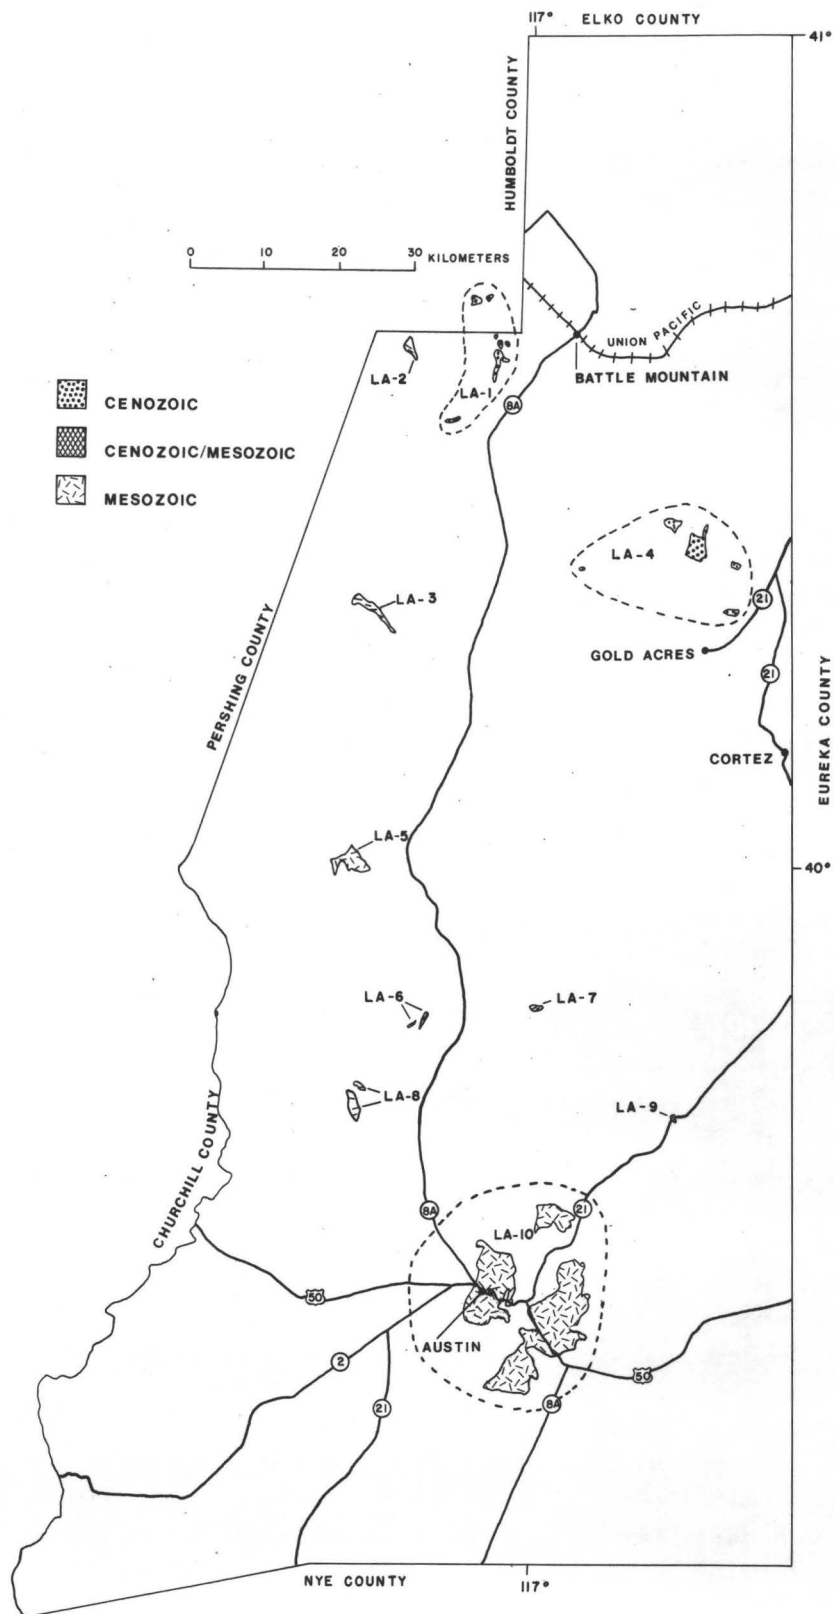 117° ELKO COUNTY
41°
HUMBOLDT COUNTY
0 10 20 30 KILOMETERS
UNION PACIFIC
LA-2
LA-1
BATTLE MOUNTAIN
8A
CENOZOIC
CENOZOIC/MESOZOIC
MESOZOIC
LA-4
LA-3
21
GOLD ACRES
21
PERSHING COUNTY
EUREKA COUNTY
CORTEZ
LA-5
40°
LA-6
LA-7
LA-8
LA-9
CHURCHILL COUNTY
8A
21
LA-10
50
AUSTIN
2
50
21
8A
NYE COUNTY
117°